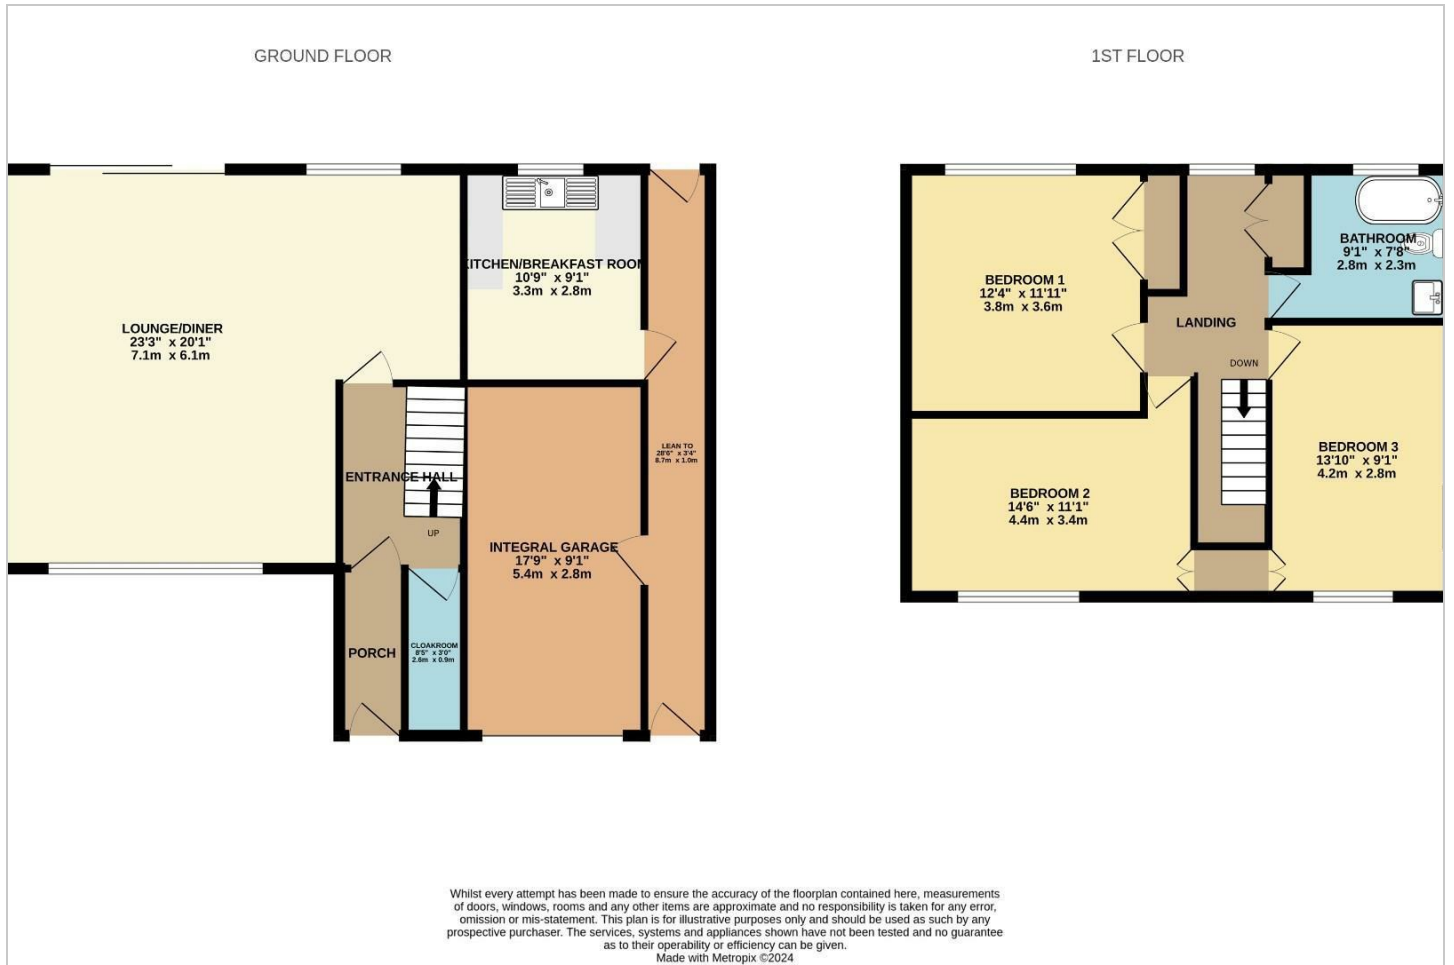 GROUND FLOOR
1ST FLOOR
LOUNGE/DINER
23'3" x 20'1"
7.1m x 6.1m
KITCHEN/BREAKFAST ROOM
10'9" x 9'1"
3.3m x 2.8m
LEAN TO
28'6" x 3'4"
8.7m x 1.0m
ENTRANCE HALL
UP
INTEGRAL GARAGE
17'9" x 9'1"
5.4m x 2.8m
PORCH
CLOAKROOM
8'5" x 3'0"
2.6m x 0.9m
BEDROOM 1
12'4" x 11'11"
3.8m x 3.6m
BATHROOM
9'1" x 7'8"
2.8m x 2.3m
LANDING
DOWN
BEDROOM 2
14'6" x 11'1"
4.4m x 3.4m
BEDROOM 3
13'10" x 9'1"
4.2m x 2.8m
Whilst every attempt has been made to ensure the accuracy of the floorplan contained here, measurements
of doors, windows, rooms and any other items are approximate and no responsibility is taken for any error,
omission or mis-statement. This plan is for illustrative purposes only and should be used as such by any
prospective purchaser. The services, systems and appliances shown have not been tested and no guarantee
as to their operability or efficiency can be given.
Made with Metropix ©2024